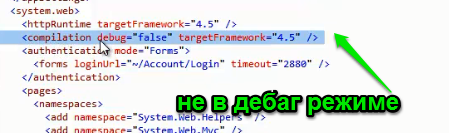 <system.web>
<httpRuntime targetFramework="4.5" />
<compilation debug="false" targetFramework="4.5" />
<authentication mode="Forms">
<forms loginUrl="~/Account/Login" timeout="2880" />
</authentication>
<pages>
не в дебаг режиме
<namespaces>
<add namespace="System.Web.Helpers" />
<add namespace="System.Web.Mvc" />